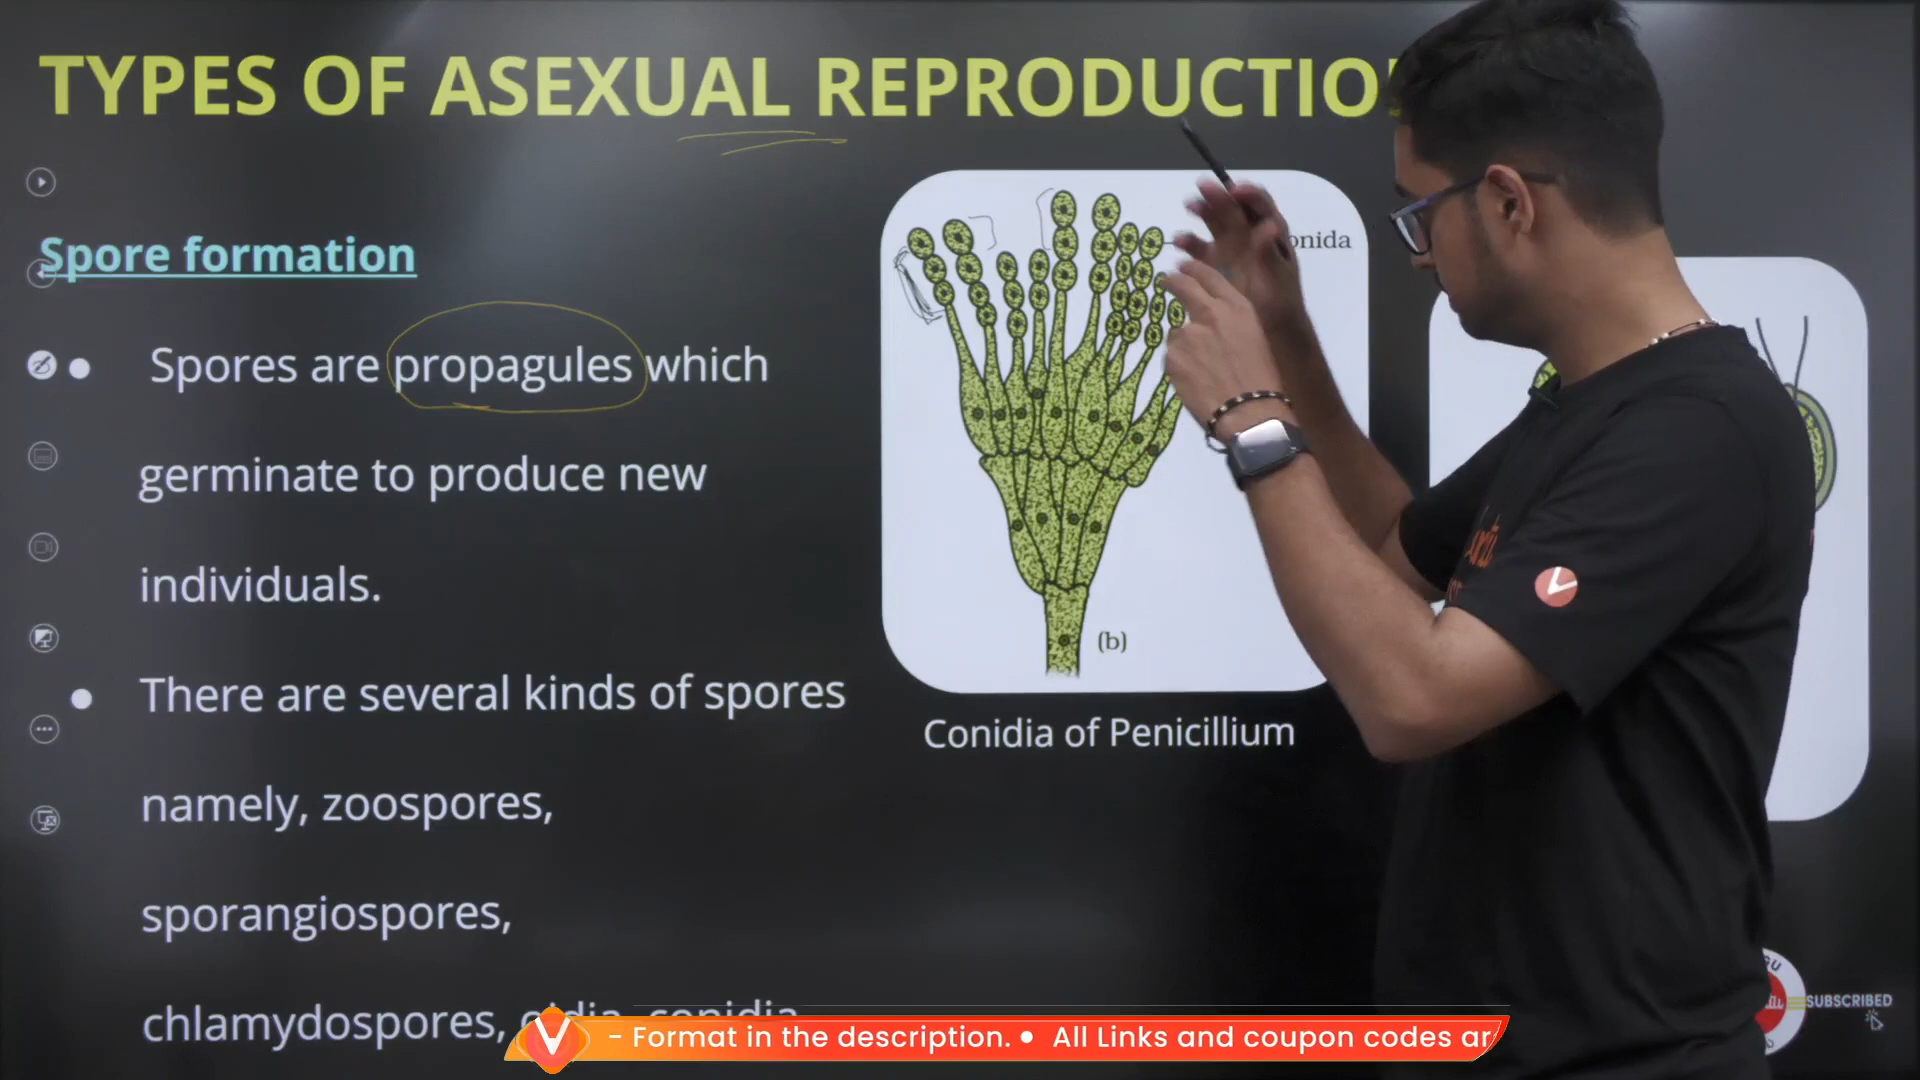 TYPES OF ASEXUAL REPRODUCTIO
Spore formation
Spores are propagules which
germinate to produce new
individuals.
There are several kinds of spores
namely, zoospores,
sporangiospores,
chlamydospores, oidia, conidia
onida
(b)
Conidia of Penicillium
SUBSCRIBED
- Format in the description. ● All Links and coupon codes ar